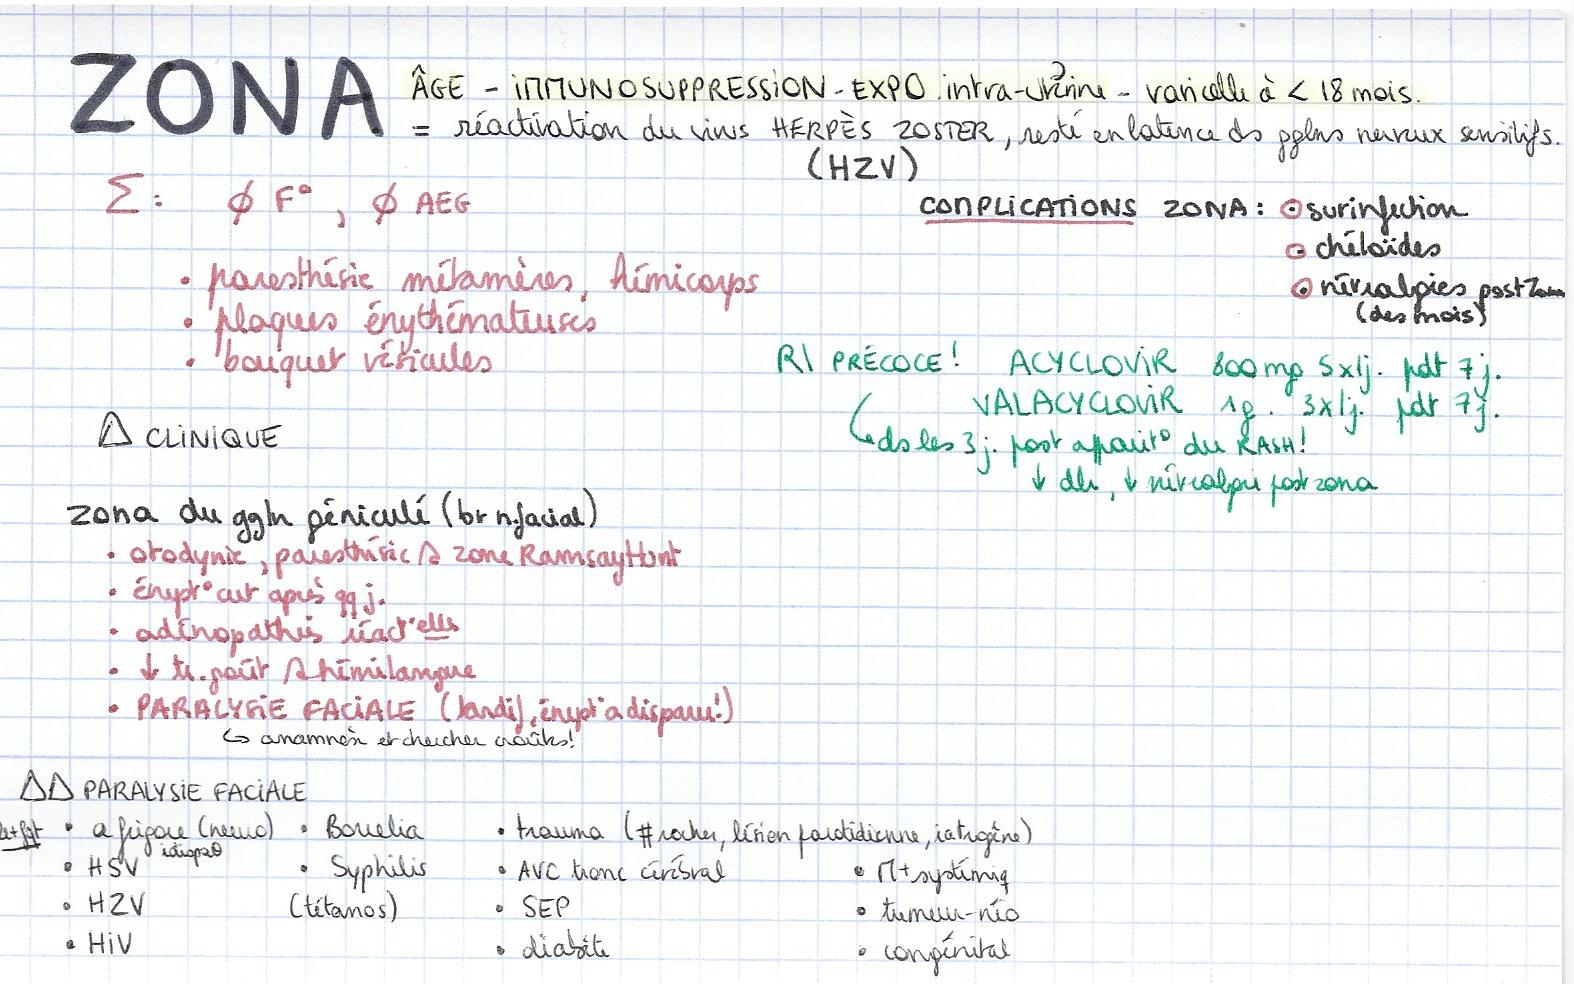 ZONA
ÂGE - IMMUNOSUPPRESSION - EXPO intra-utérine - varicelle à < 18 mois.
= réactivation du virus HERPÈS ZOSTER, resté en latence ds gglns nerveux sensitifs.
(HZV)
Σ: ϕ F°, ϕ AEG
• paresthésie métamères, hémicorps
• plaques érythémateuses
• bouquet vésicules
COMPLICATIONS ZONA: ⊙ surinfection
⊙ chéloïdes
⊙ névralgies post zona
(des mois)
R\ PRÉCOCE! ACYCLOVIR 800mg 5x/j. pdt 7j.
VALACYCLOVIR 1g. 3x/j. pdt 7j.
ds les 3j. post apparit° du RASH!
↓ dlr, ↓ névralgie post zona
Δ CLINIQUE
zona du ggln géniculé (br n.facial)
• otodynie, paresthésie zone Ramsay Hunt
• érupt° cut après qq j.
• adénopathies réact°elles
• ↓ tr. goût hémilangue
• PARALYSIE FACIALE (tardif, érupt° a disparu!)
↳ anamnèse et chercher croûtes!
ΔΔ PARALYSIE FACIALE
• a frigore (neuro)
• HSV
• HZV
• HiV
• Borrelia
• Syphilis
(tétanos)
• trauma (# rocher, lésion parotidienne, iatrogène)
• AVC tronc cérébral
• SEP
• diabète
• M+ systémiq
• tumeur-néo
• congénital